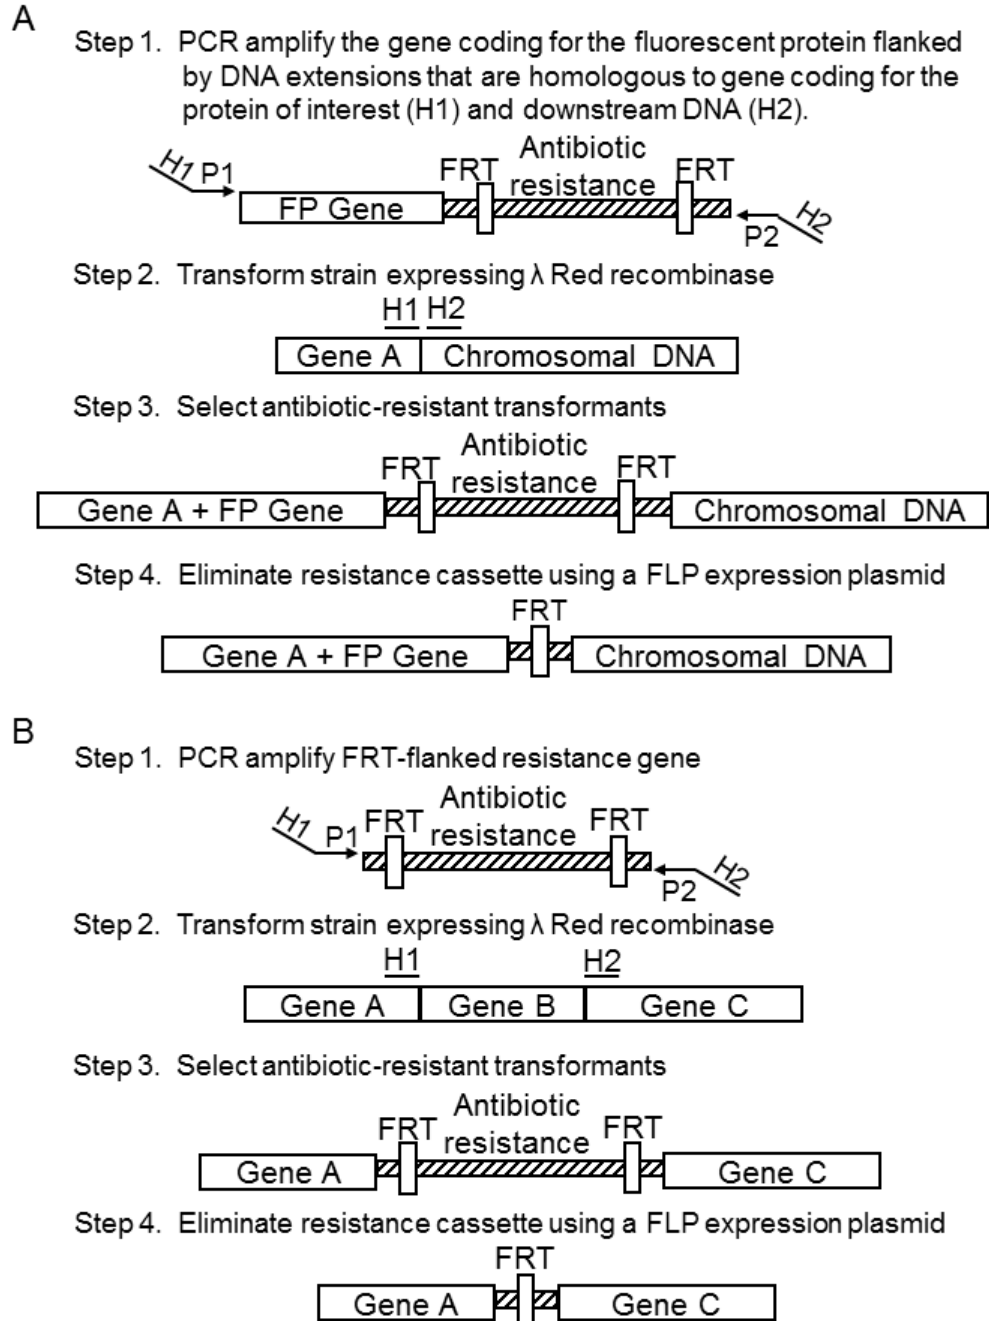 A
Step 1. PCR amplify the gene coding for the fluorescent protein flanked
by DNA extensions that are homologous to gene coding for the
protein of interest (H1) and downstream DNA (H2).
H1 P1
FRT
Antibiotic
resistance
FRT
FP Gene
P2
H2
Step 2. Transform strain expressing λ Red recombinase
H1 H2
Gene A
Chromosomal DNA
Step 3. Select antibiotic-resistant transformants
Antibiotic
FRT
resistance
FRT
Gene A + FP Gene
Chromosomal DNA
Step 4. Eliminate resistance cassette using a FLP expression plasmid
FRT
Gene A + FP Gene
Chromosomal DNA
B
Step 1. PCR amplify FRT-flanked resistance gene
Antibiotic
H1 P1
FRT
resistance
FRT
P2
H2
Step 2. Transform strain expressing λ Red recombinase
H1
H2
Gene A
Gene B
Gene C
Step 3. Select antibiotic-resistant transformants
Antibiotic
FRT
resistance
FRT
Gene A
Gene C
Step 4. Eliminate resistance cassette using a FLP expression plasmid
FRT
Gene A
Gene C